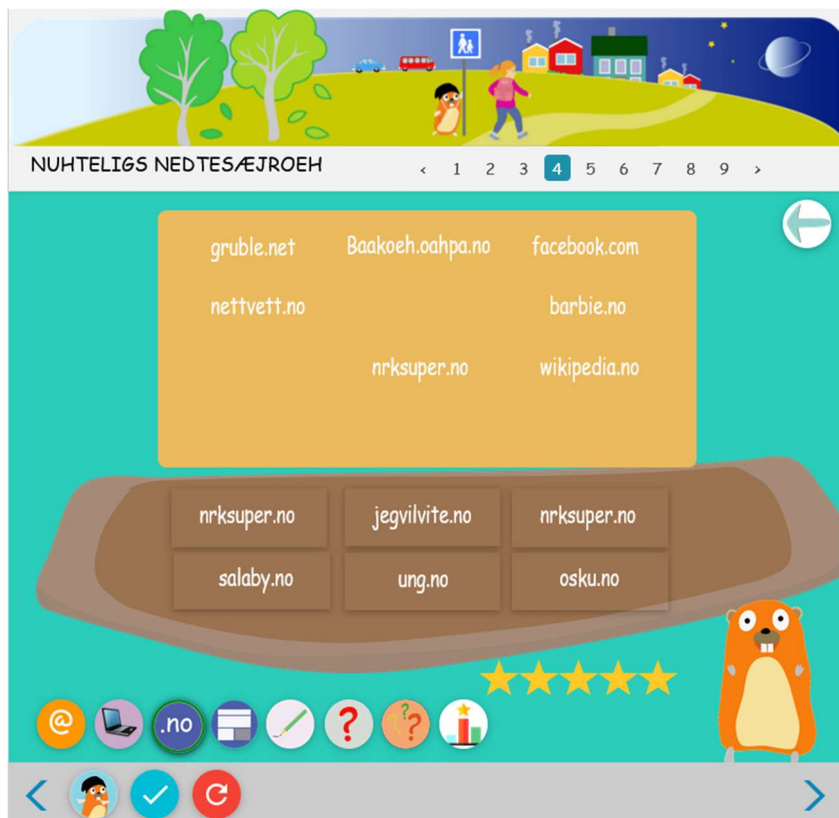 NUHTELIGS NEDTESÆJROEH
‹ 1 2 3 4 5 6 7 8 9 ›
gruble.net Baakoeh.oahpa.no facebook.com
nettvett.no barbie.no
nrksuper.no wikipedia.no
nrksuper.no jegvilvite.no nrksuper.no
salaby.no ung.no osku.no
@ .no ? ? ?